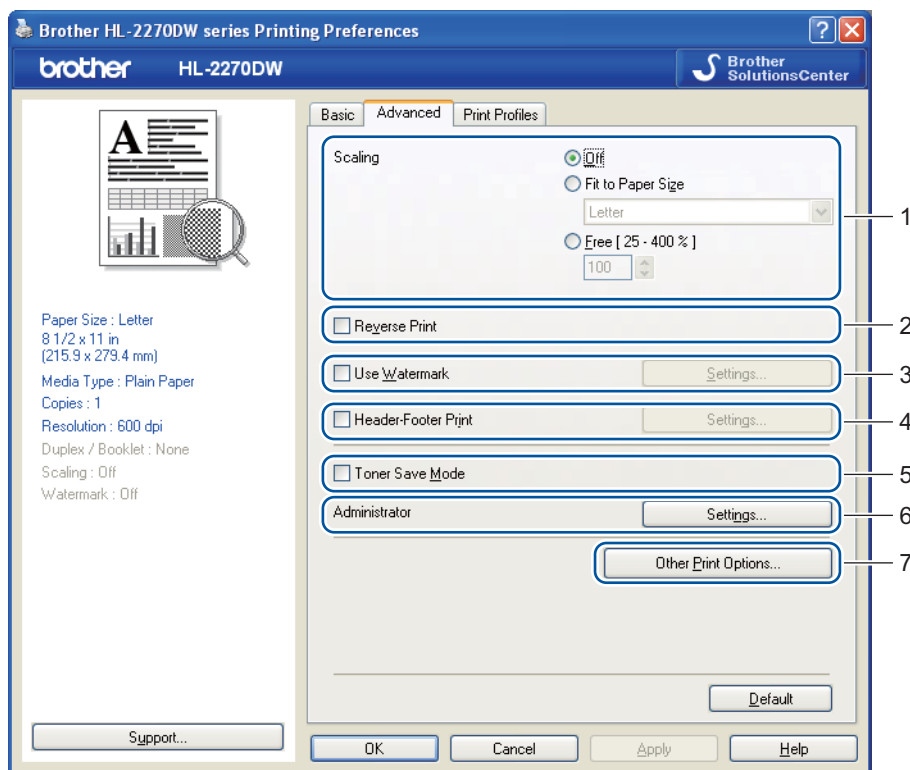 Brother HL-2270DW series Printing Preferences
brother HL-2270DW
Brother
SolutionsCenter
A
Paper Size : Letter
8 1/2 x 11 in
(215.9 x 279.4 mm)
Media Type : Plain Paper
Copies : 1
Resolution : 600 dpi
Duplex / Booklet : None
Scaling : Off
Watermark : Off
Support...
Basic Advanced Print Profiles
Scaling
Off
Fit to Paper Size
Letter
Free [ 25 - 400 % ]
100
1
Reverse Print
2
Use Watermark Settings...
3
Header-Footer Print Settings...
4
Toner Save Mode
5
Administrator Settings...
6
Other Print Options...
7
Default
OK Cancel Apply Help